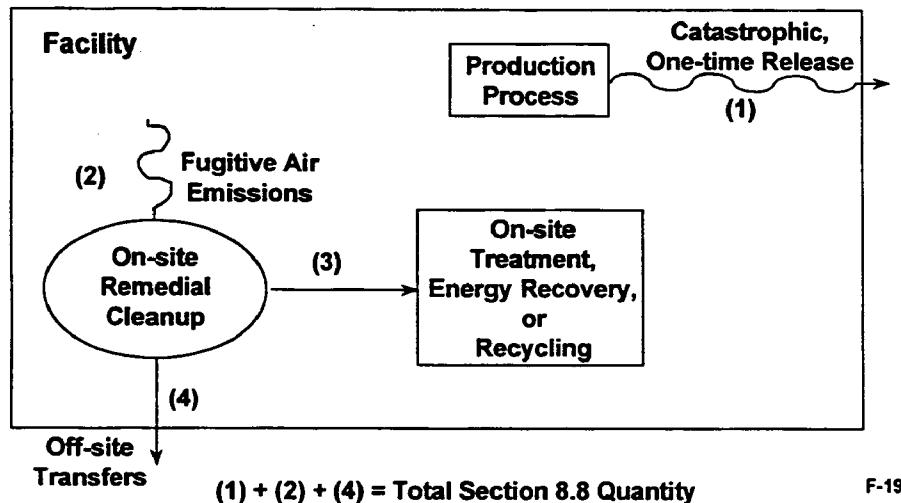 Facility
Production
Process
Catastrophic,
One-time Release
(1)
(2)
Fugitive Air
Emissions
On-site
Remedial
Cleanup
(3)
On-site
Treatment,
Energy Recovery,
or
Recycling
(4)
Off-site
Transfers
(1) + (2) + (4) = Total Section 8.8 Quantity
F-19